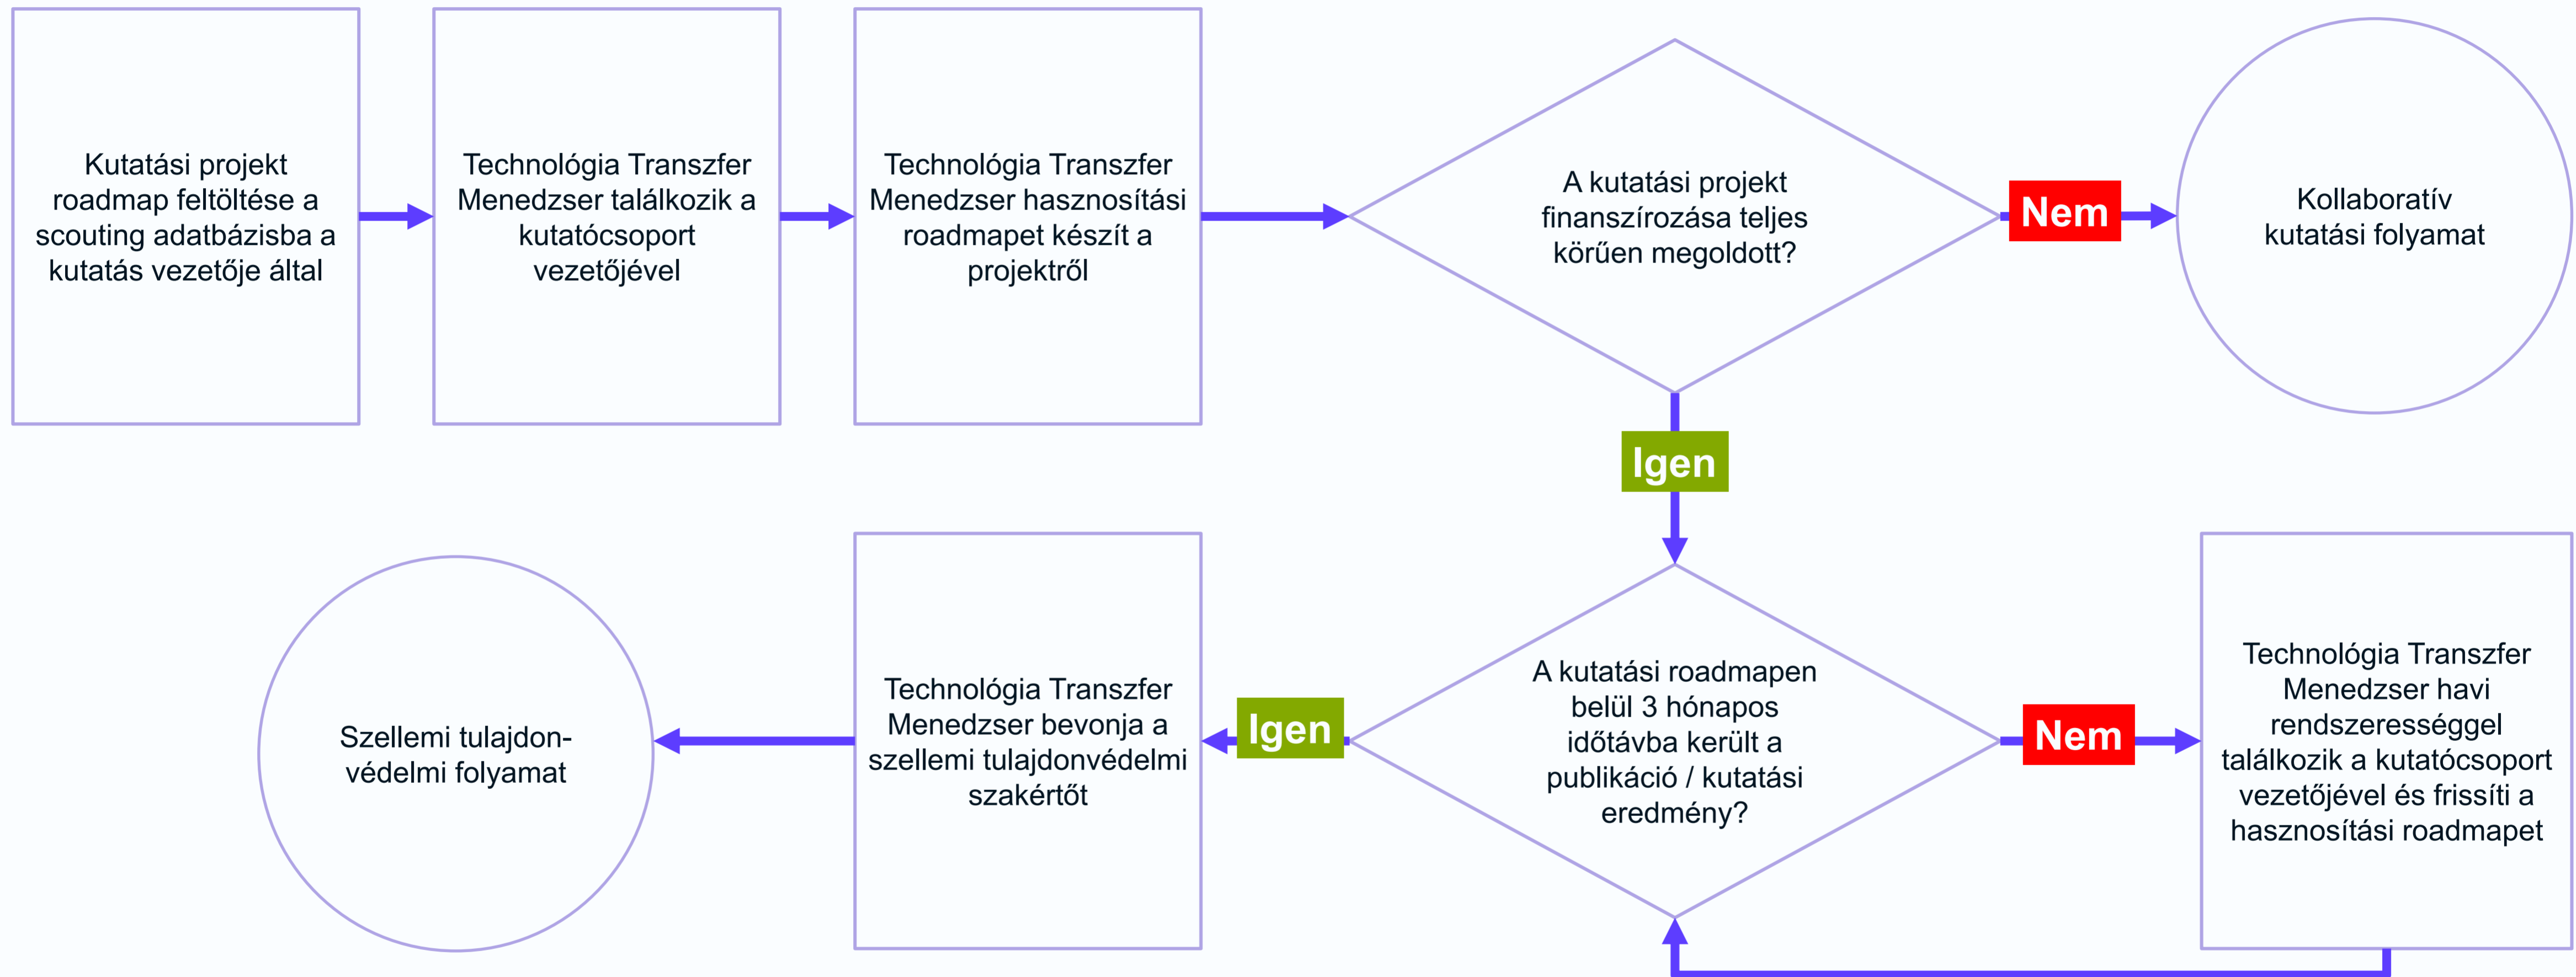 Kutatási projekt
roadmap feltöltése a
scouting adatbázisba a
kutatás vezetője által
Technológia Transzfer
Menedzser találkozik a
kutatócsoport
vezetőjével
Technológia Transzfer
Menedzser hasznosítási
roadmapet készít a
projektről
A kutatási projekt
finanszírozása teljes
körűen megoldott?
Nem
Kollaboratív
kutatási folyamat
Igen
Szellemi tulajdon-
védelmi folyamat
Technológia Transzfer
Menedzser bevonja a
szellemi tulajdonvédelmi
szakértőt
Igen
A kutatási roadmapen
belül 3 hónapos
időtávba került a
publikáció / kutatási
eredmény?
Nem
Technológia Transzfer
Menedzser havi
rendszerességgel
találkozik a kutatócsoport
vezetőjével és frissíti a
hasznosítási roadmapet